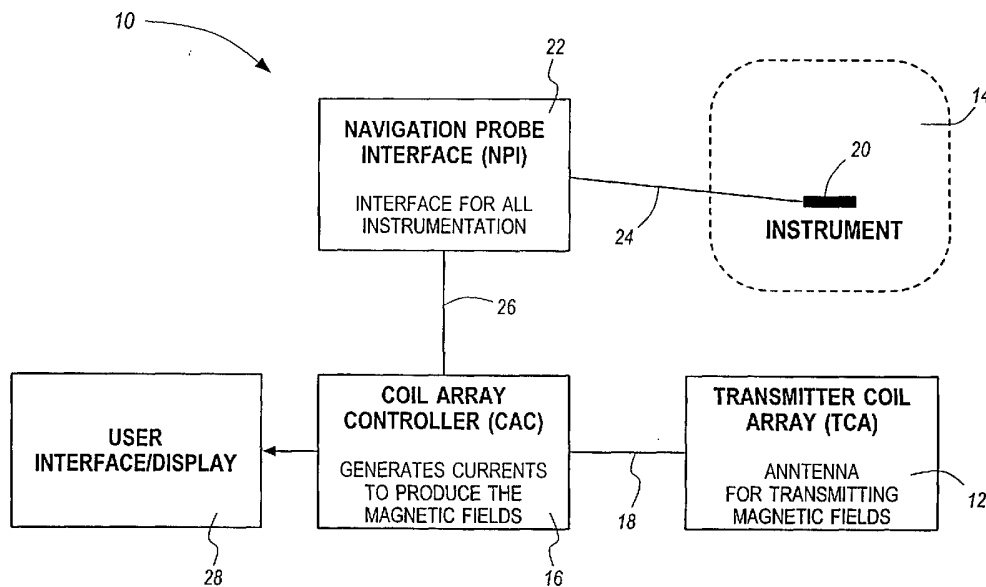 10
22
NAVIGATION PROBE
INTERFACE (NPI)
INTERFACE FOR ALL
INSTRUMENTATION
14
20
INSTRUMENT
24
26
USER
INTERFACE/DISPLAY
28
COIL ARRAY
CONTROLLER (CAC)
GENERATES CURRENTS
TO PRODUCE THE
MAGNETIC FIELDS
16
18
TRANSMITTER COIL
ARRAY (TCA)
ANNTENNA
FOR TRANSMITTING
MAGNETIC FIELDS
12